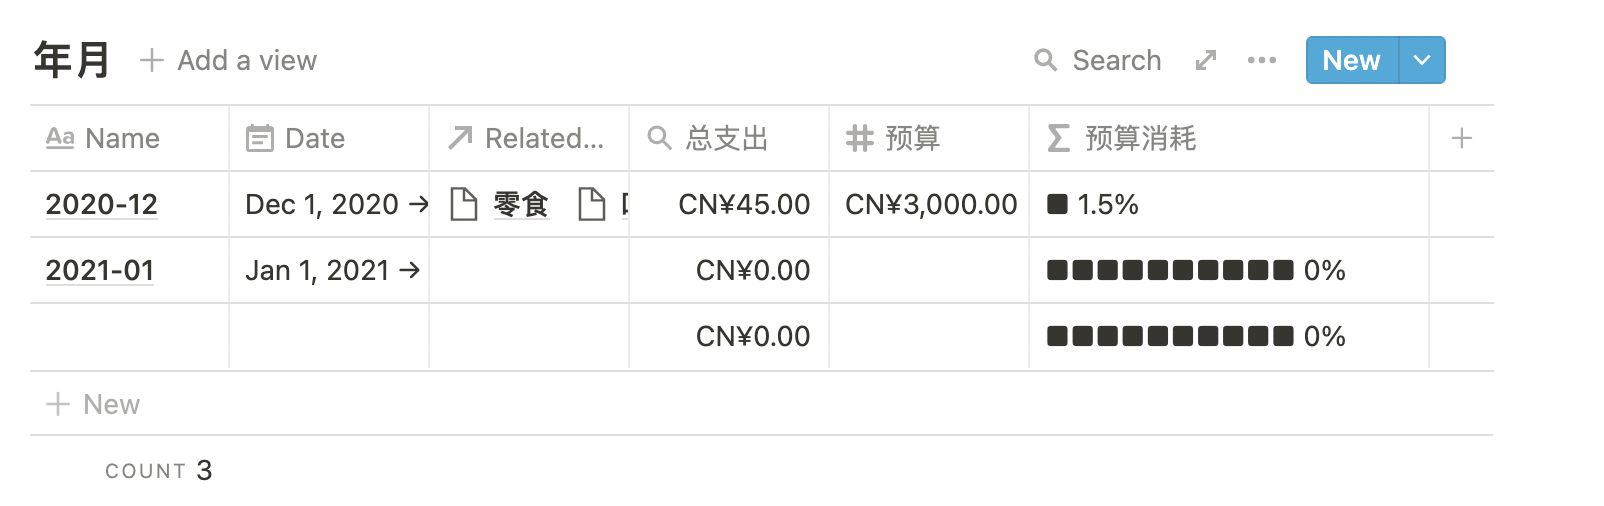 年月 Add a view Search ••• New
Aa Name Date Related... 总支出 预算 预算消耗
2020-12 Dec 1, 2020 → 零食 CN¥45.00 CN¥3,000.00 1.5%
2021-01 Jan 1, 2021 → CN¥0.00 0%
CN¥0.00 0%
New
COUNT 3